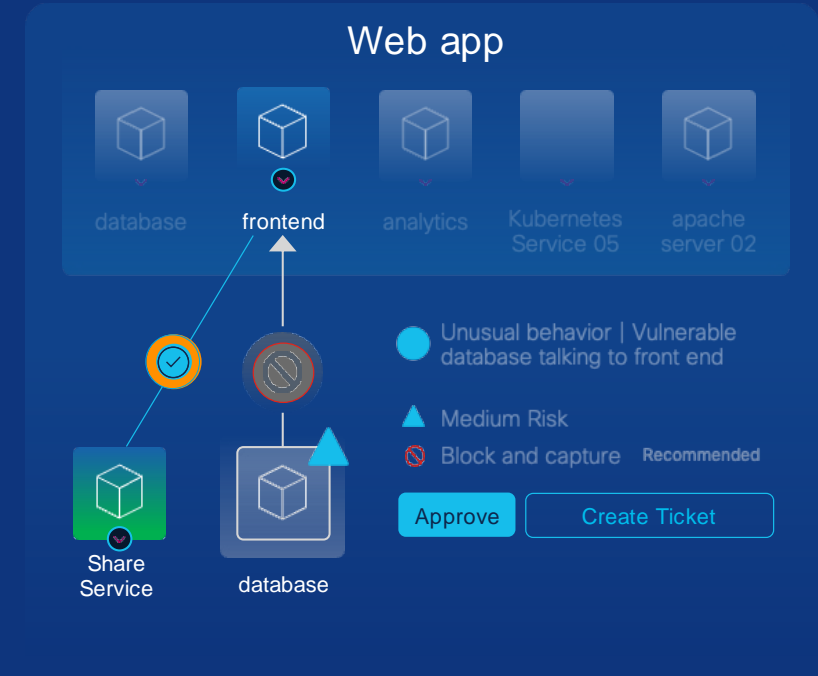 Web app
database
frontend
analytics
Kubernetes
Service 05
apache
server 02
Unusual behavior | Vulnerable
database talking to front end
Medium Risk
Block and capture Recommended
Approve
Create Ticket
Share
Service
database